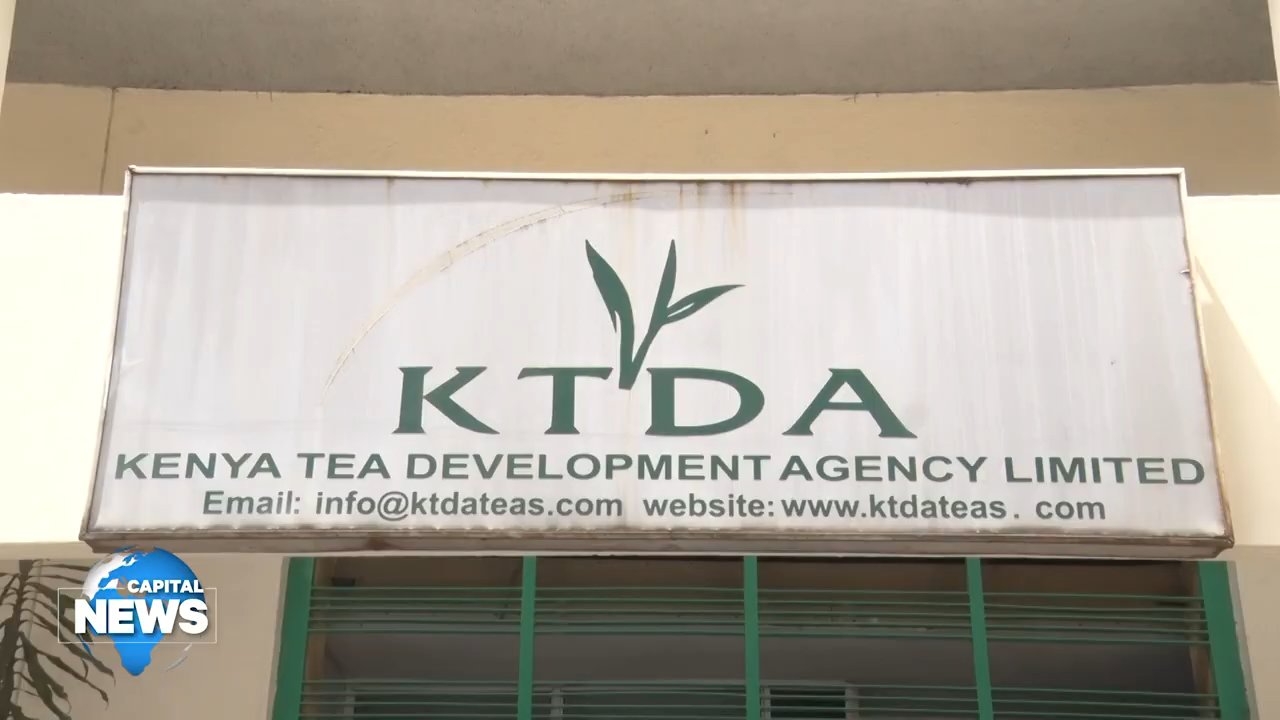 KTDA
KENYA TEA DEVELOPMENT AGENCY LIMITED
Email: info@ktdateas.com website: www.ktdateas. com
CAPITAL
NEWS